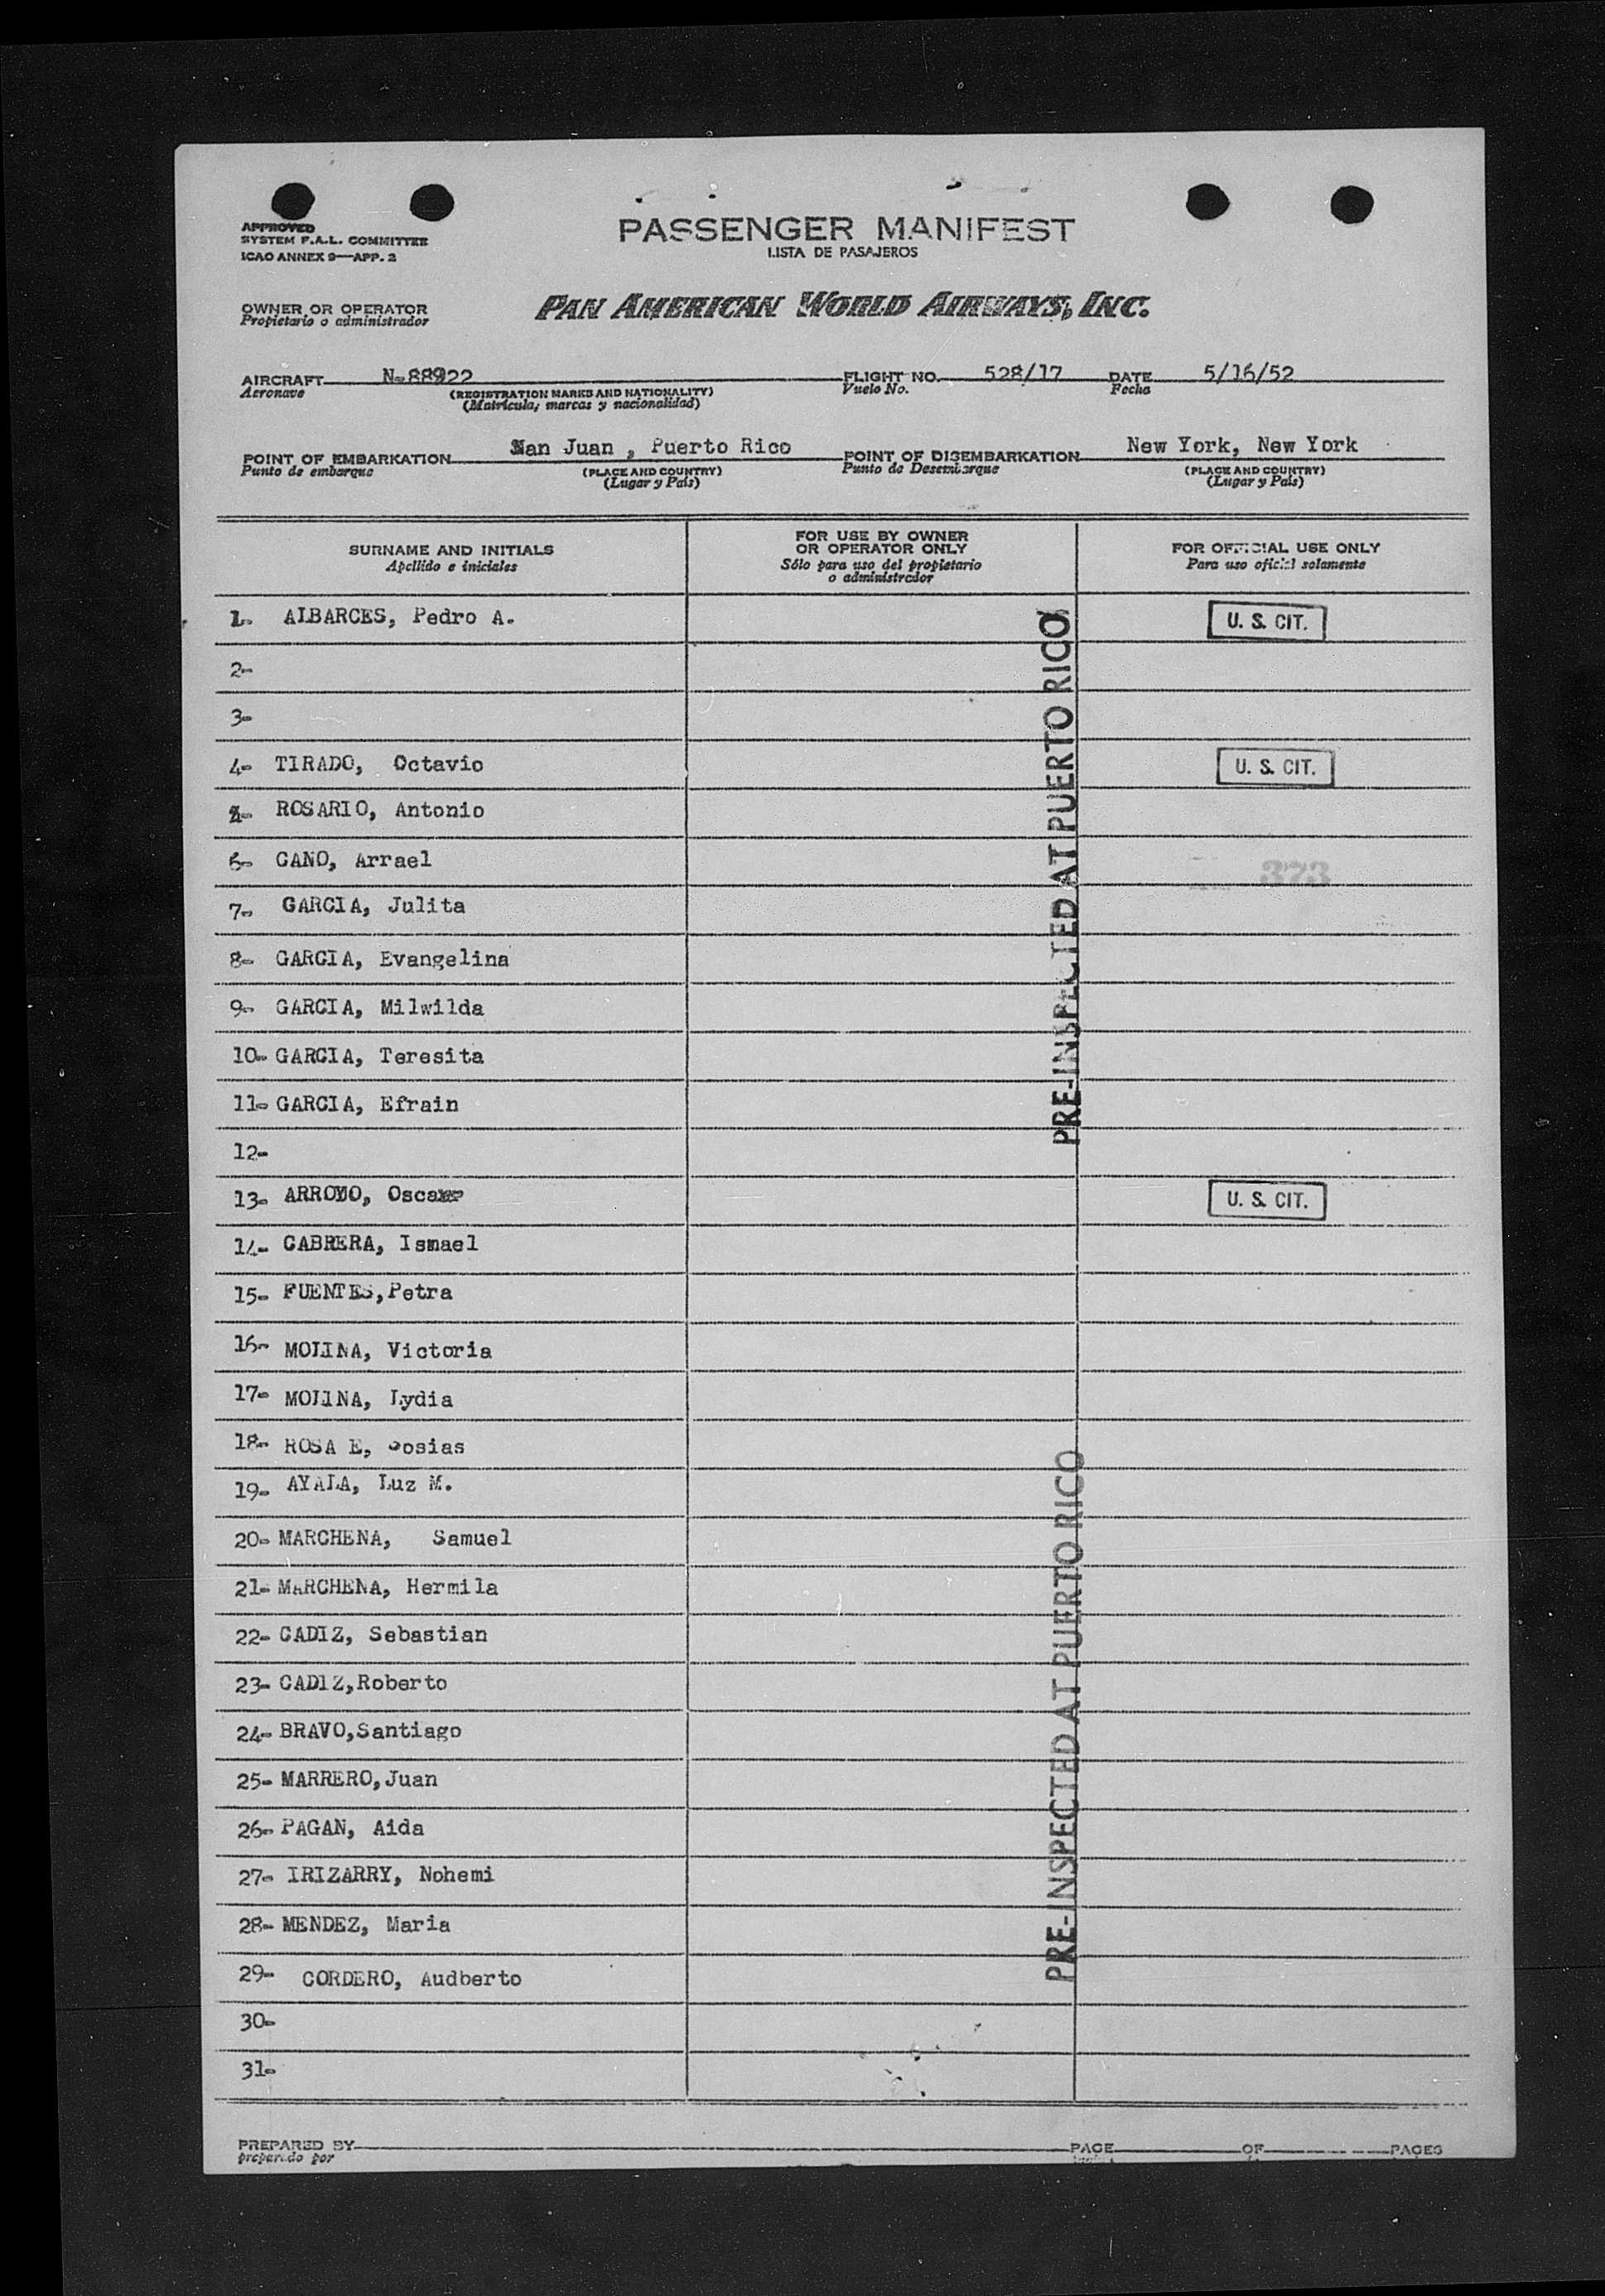 APPROVED
SYSTEM F.A.L. COMMITTEE
ICAO ANNEX 9—APP. 2
PASSENGER MANIFEST
LISTA DE PASAJEROS
OWNER OR OPERATOR
Propietario o administrador
PAN AMERICAN WORLD AIRWAYS, INC.
AIRCRAFT N-88922 FLIGHT NO. 528/17 DATE 5/16/52
Aeronave (REGISTRATION MARKS AND NATIONALITY) Vuelo No. Fecha
(Matrícula, marcas y nacionalidad)
POINT OF EMBARKATION San Juan , Puerto Rico POINT OF DISEMBARKATION New York, New York
Punto de embarque (PLACE AND COUNTRY) Punto de Desembarque (PLACE AND COUNTRY)
(Lugar y País) (Lugar y País)
SURNAME AND INITIALS
Apellido e iniciales
FOR USE BY OWNER
OR OPERATOR ONLY
Sólo para uso del propietario
o administrador
FOR OFFICIAL USE ONLY
Para uso oficial solamente
1. ALBARCES, Pedro A. U. S. CIT.
2-
3-
4- TIRADO, Octavio U. S. CIT.
ROSARIO, Antonio
6- CANO, Arrael
373
7- GARCIA, Julita
8- GARCIA, Evangelina
9- GARCIA, Milwilda
10- GARCIA, Teresita
11- GARCIA, Efrain
12-
13- ARROYO, Oscar U. S. CIT.
14- CABRERA, Ismael
15- FUENTES,Petra
16- MOLINA, Victoria
17- MOLINA, Lydia
18- ROSA E, Josias
19- AYALA, Luz M.
20- MARCHENA, Samuel
21- MARCHENA, Hermila
22- CADIZ, Sebastian
23- CADIZ,Roberto
24- BRAVO,Santiago
25- MARRERO,Juan
26- PAGAN, Aida
27- IRIZARRY, Nohemi
28- MENDEZ, Maria
29- CORDERO, Audberto
30-
31-
PRE-INSPECTED AT PUERTO RICO
PRE-INSPECTED AT PUERTO RICO
PREPARED BY PAGE OF PAGES
preparado por